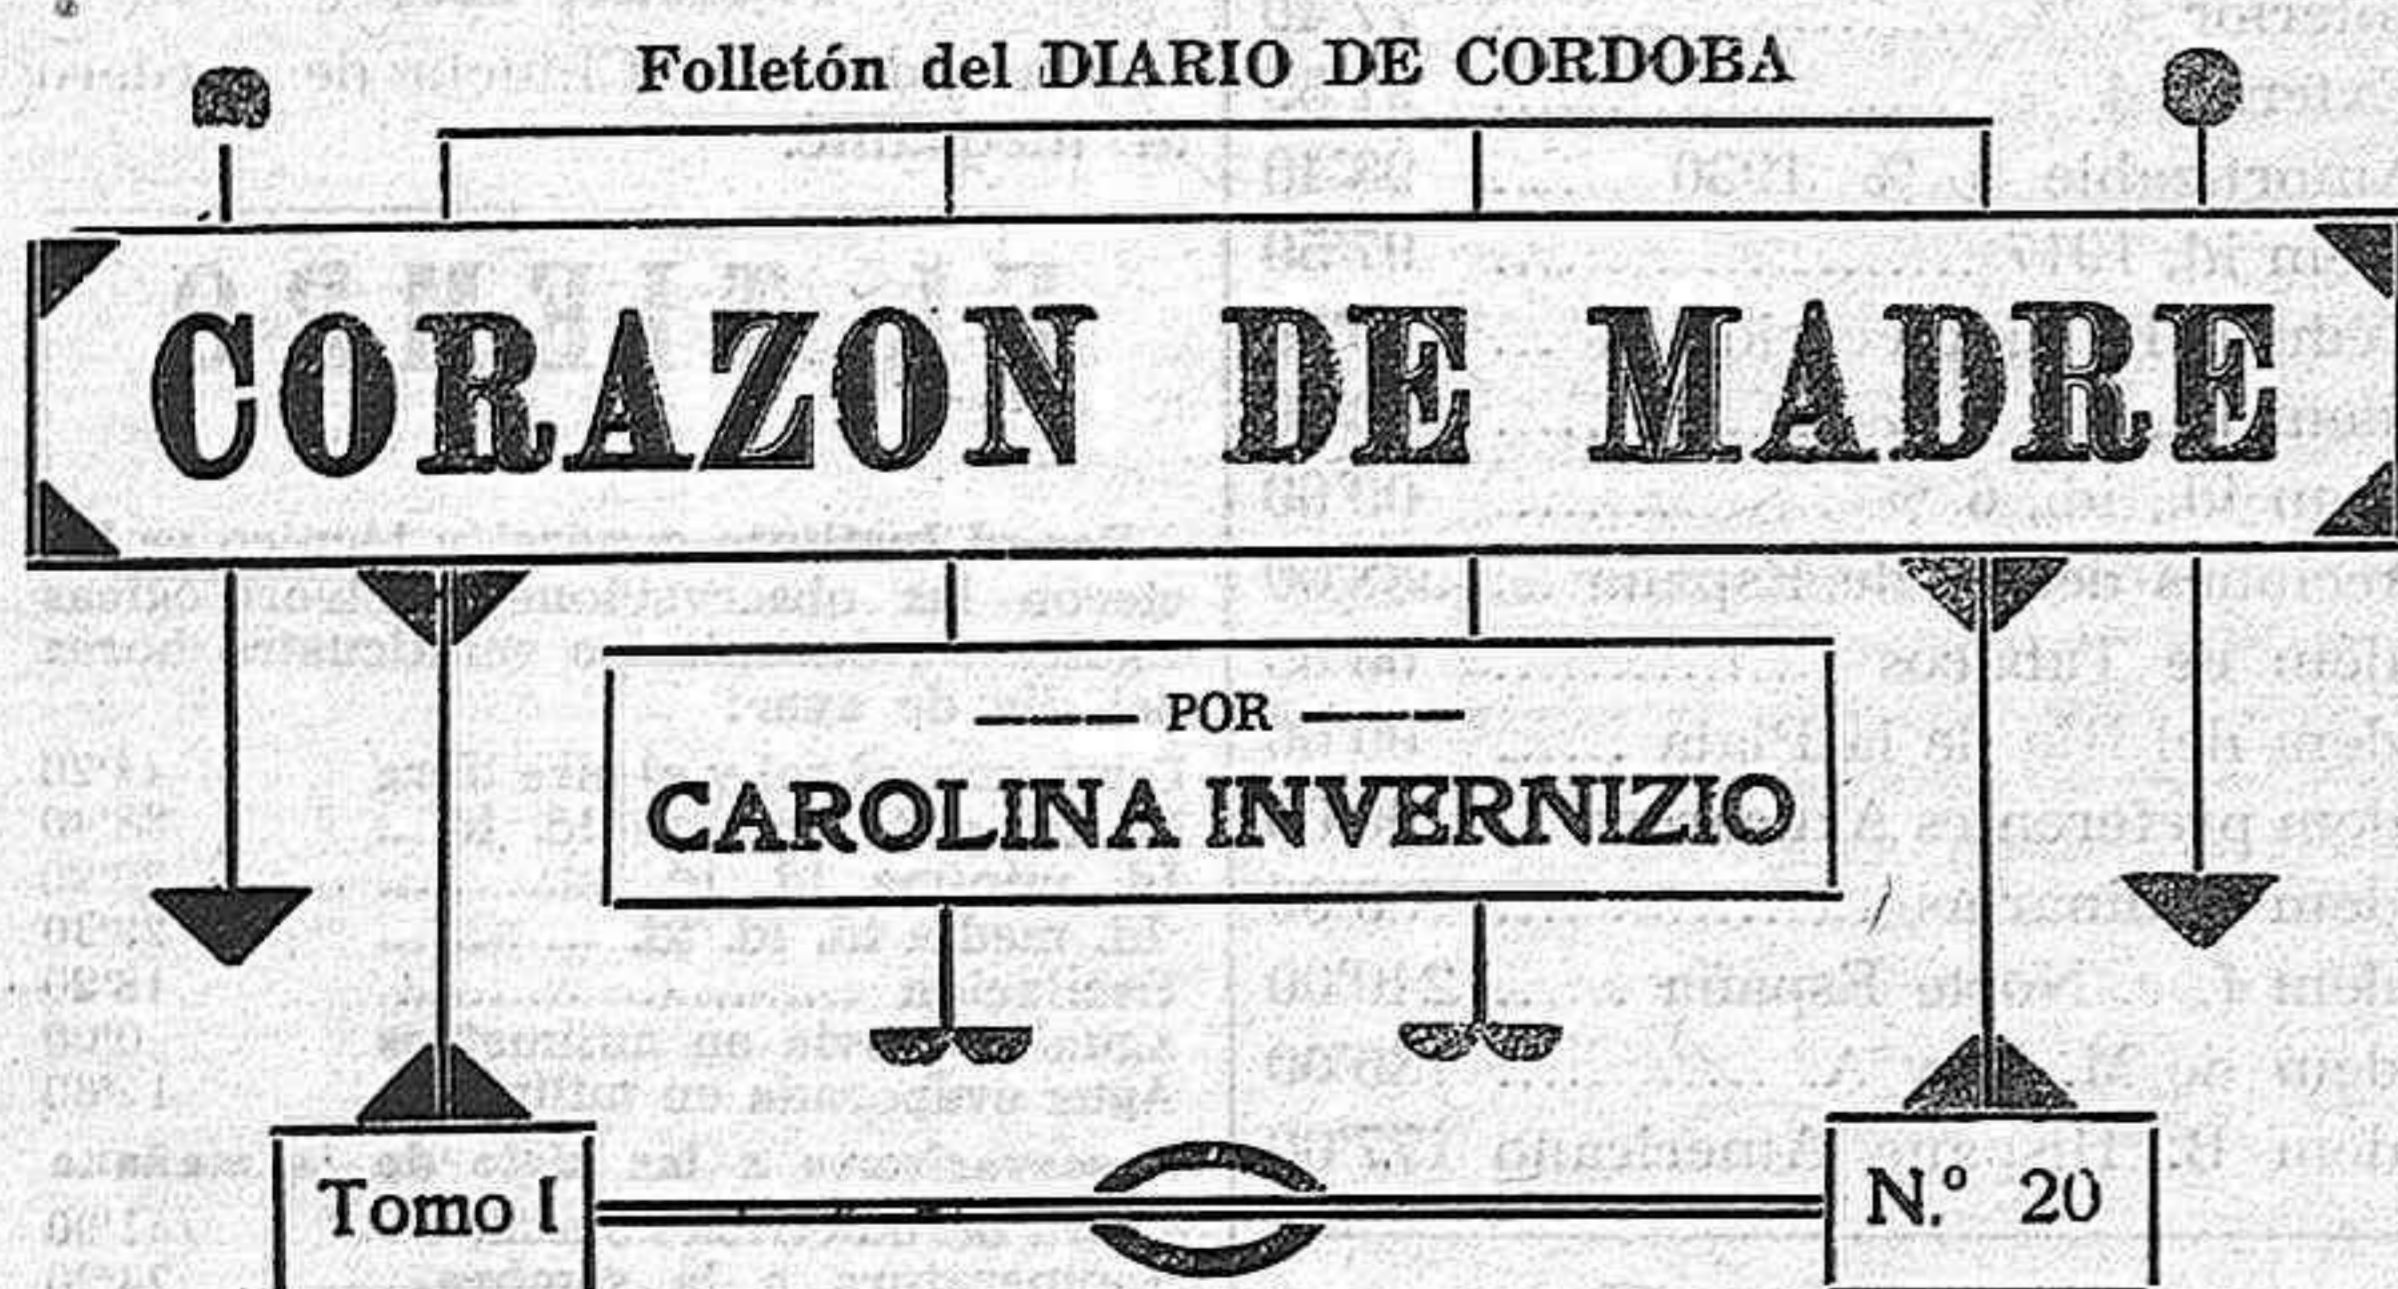 Folletón del DIARIO DE CORDOBA
CORAZON DE MADRE
POR
CAROLINA INVERNIZIO
Tomo I
N.º 20